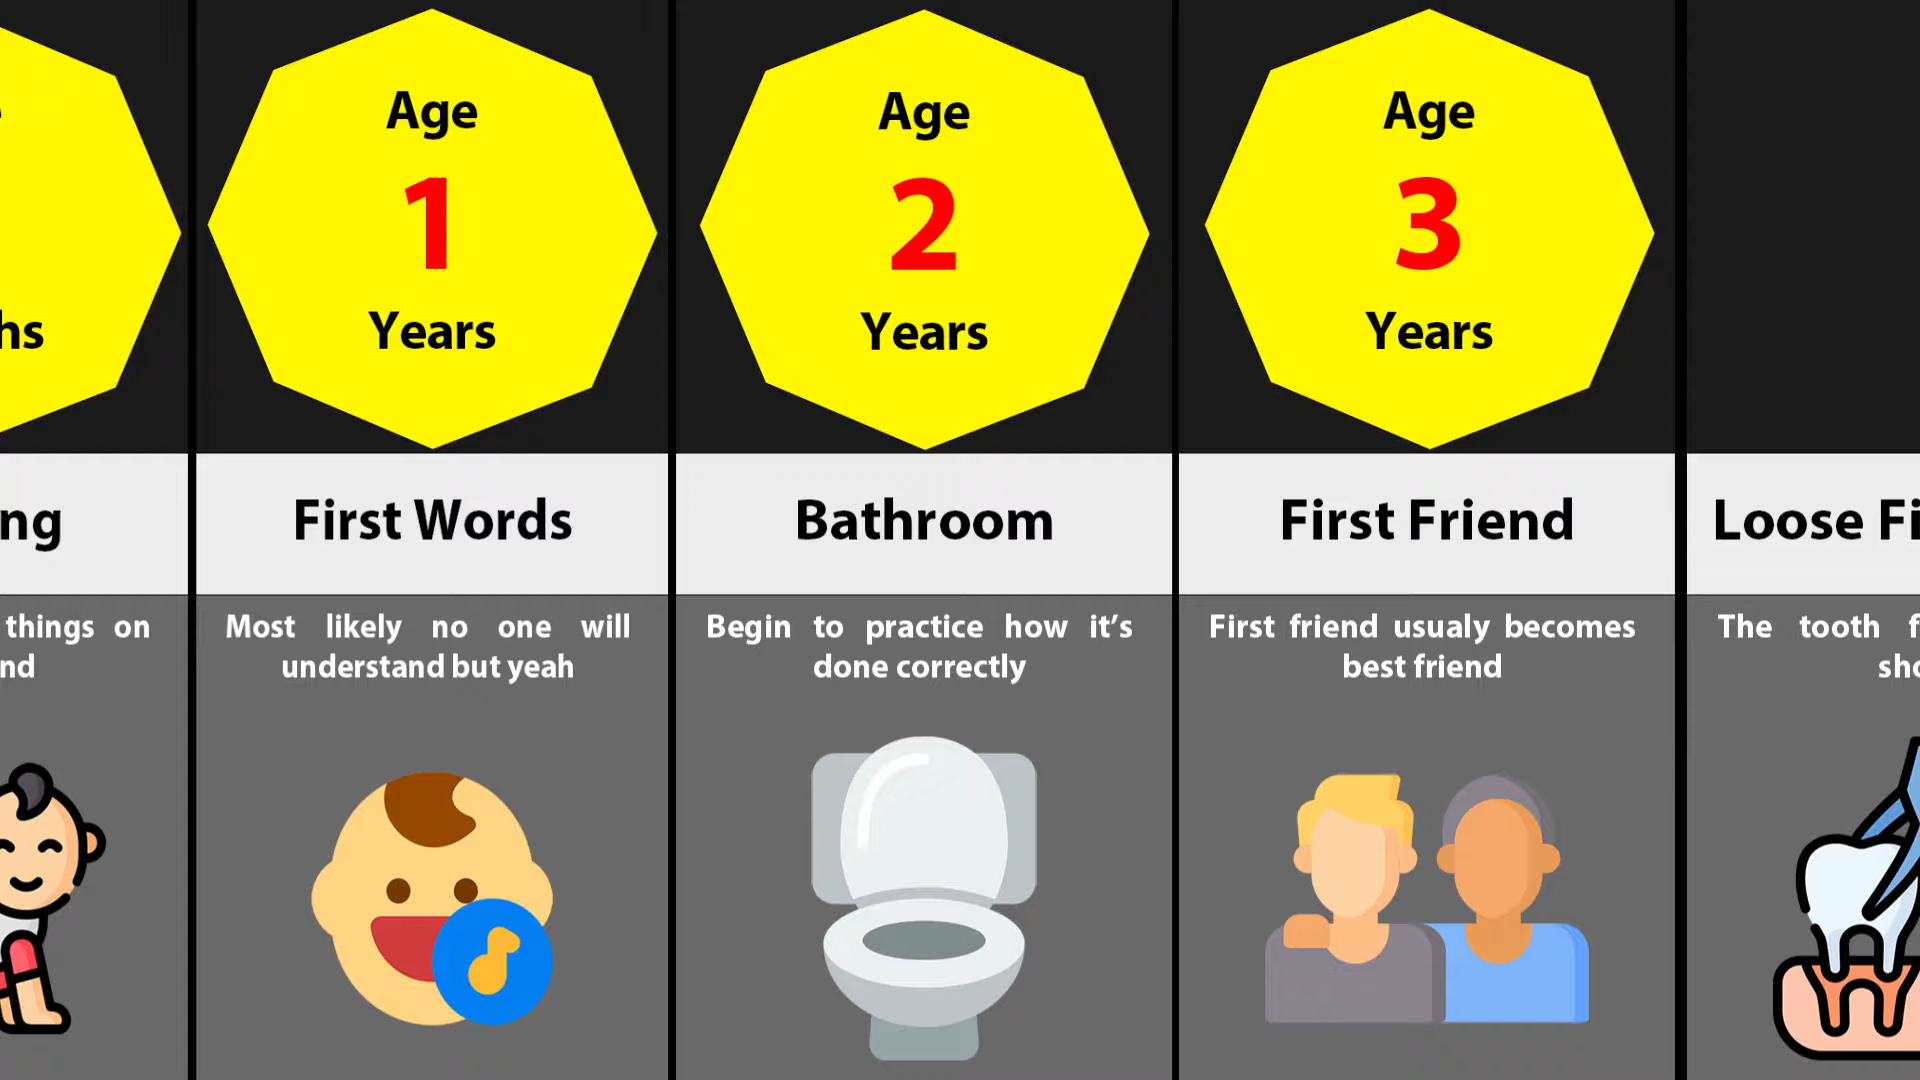 Age
1
Years
First Words
Most likely no one will
understand but yeah
Age
2
Years
Bathroom
Begin to practice how it's
done correctly
Age
3
Years
First Friend
First friend usualy becomes
best friend
things on
Loose
The tooth